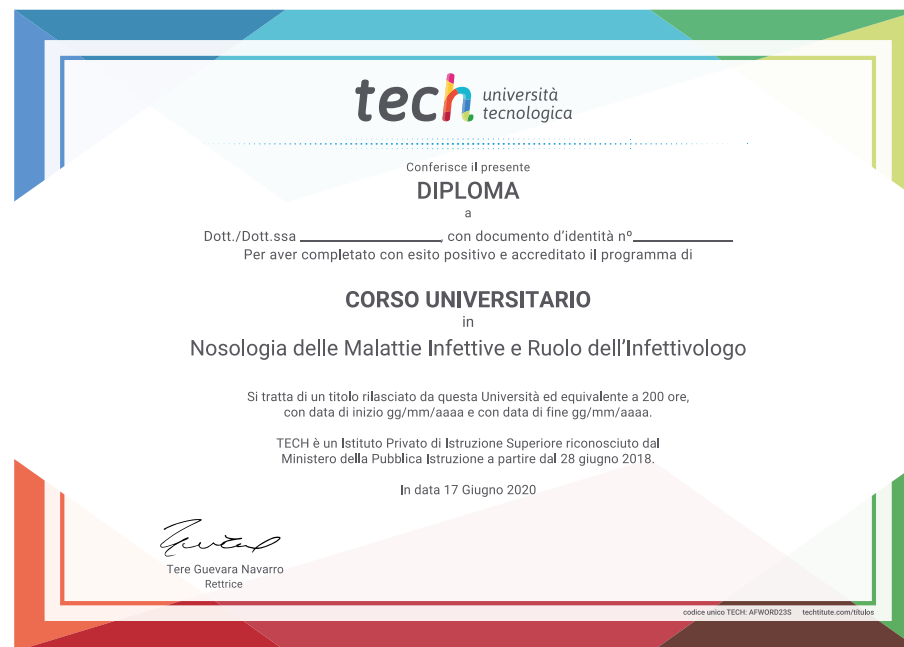 tech università
tecnologica
Conferisce il presente
DIPLOMA
a
Dott./Dott.ssa ________________, con documento d'identità nº___________
Per aver completato con esito positivo e accreditato il programma di
CORSO UNIVERSITARIO
in
Nosologia delle Malattie Infettive e Ruolo dell'Infettivologo
Si tratta di un titolo rilasciato da questa Università ed equivalente a 200 ore,
con data di inizio gg/mm/aaaa e con data di fine gg/mm/aaaa.
TECH è un Istituto Privato di Istruzione Superiore riconosciuto dal
Ministero della Pubblica Istruzione a partire dal 28 giugno 2018.
In data 17 Giugno 2020
Tere Guevara Navarro
Rettrice
codice unico TECH: AFWORD23S techtitute.com/títulos